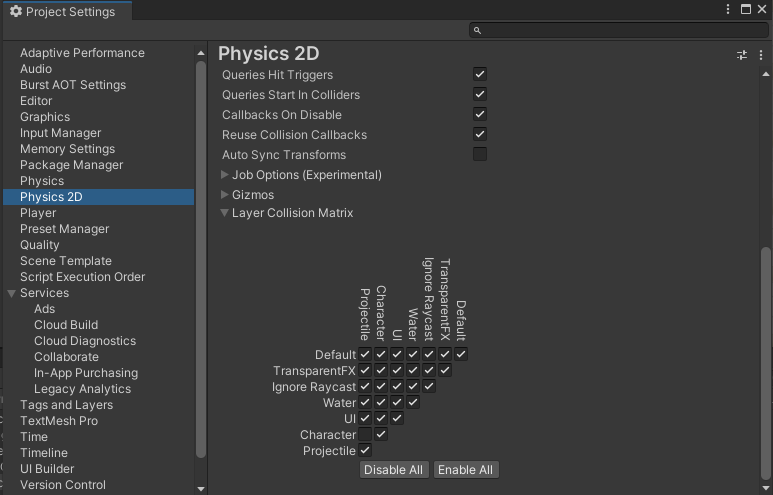 Project Settings
Adaptive Performance
Audio
Burst AOT Settings
Editor
Graphics
Input Manager
Memory Settings
Package Manager
Physics
Physics 2D
Player
Preset Manager
Quality
Scene Template
Script Execution Order
Services
Ads
Cloud Build
Cloud Diagnostics
Collaborate
In-App Purchasing
Legacy Analytics
Tags and Layers
TextMesh Pro
Time
Timeline
UI Builder
Version Control
Physics 2D
Queries Hit Triggers
Queries Start In Colliders
Callbacks On Disable
Reuse Collision Callbacks
Auto Sync Transforms
Job Options (Experimental)
Gizmos
Layer Collision Matrix
Projectile
Character
UI
Water
Ignore Raycast
TransparentFX
Default
Default
TransparentFX
Ignore Raycast
Water
UI
Character
Projectile
Disable All
Enable All